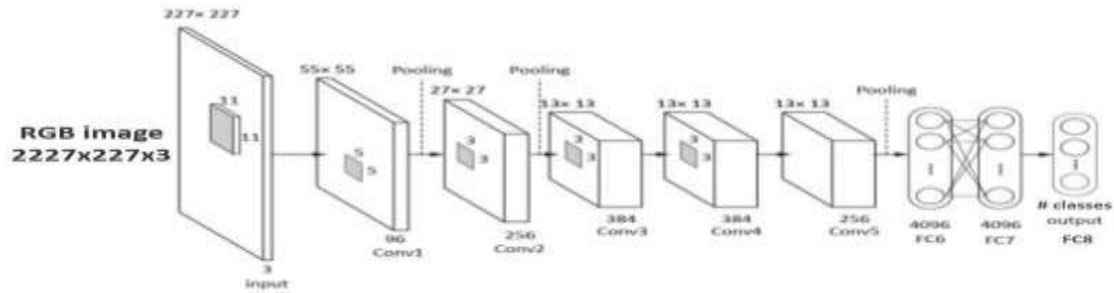 227× 227
11
11
RGB image
2227x227x3
3
input
55× 55
5
5
96
Conv1
Pooling
27× 27
3
3
256
Conv2
Pooling
13× 13
3
3
384
Conv3
13× 13
3
3
384
Conv4
13× 13
256
Conv5
Pooling
4096
FC6
4096
FC7
# classes
output
FC8